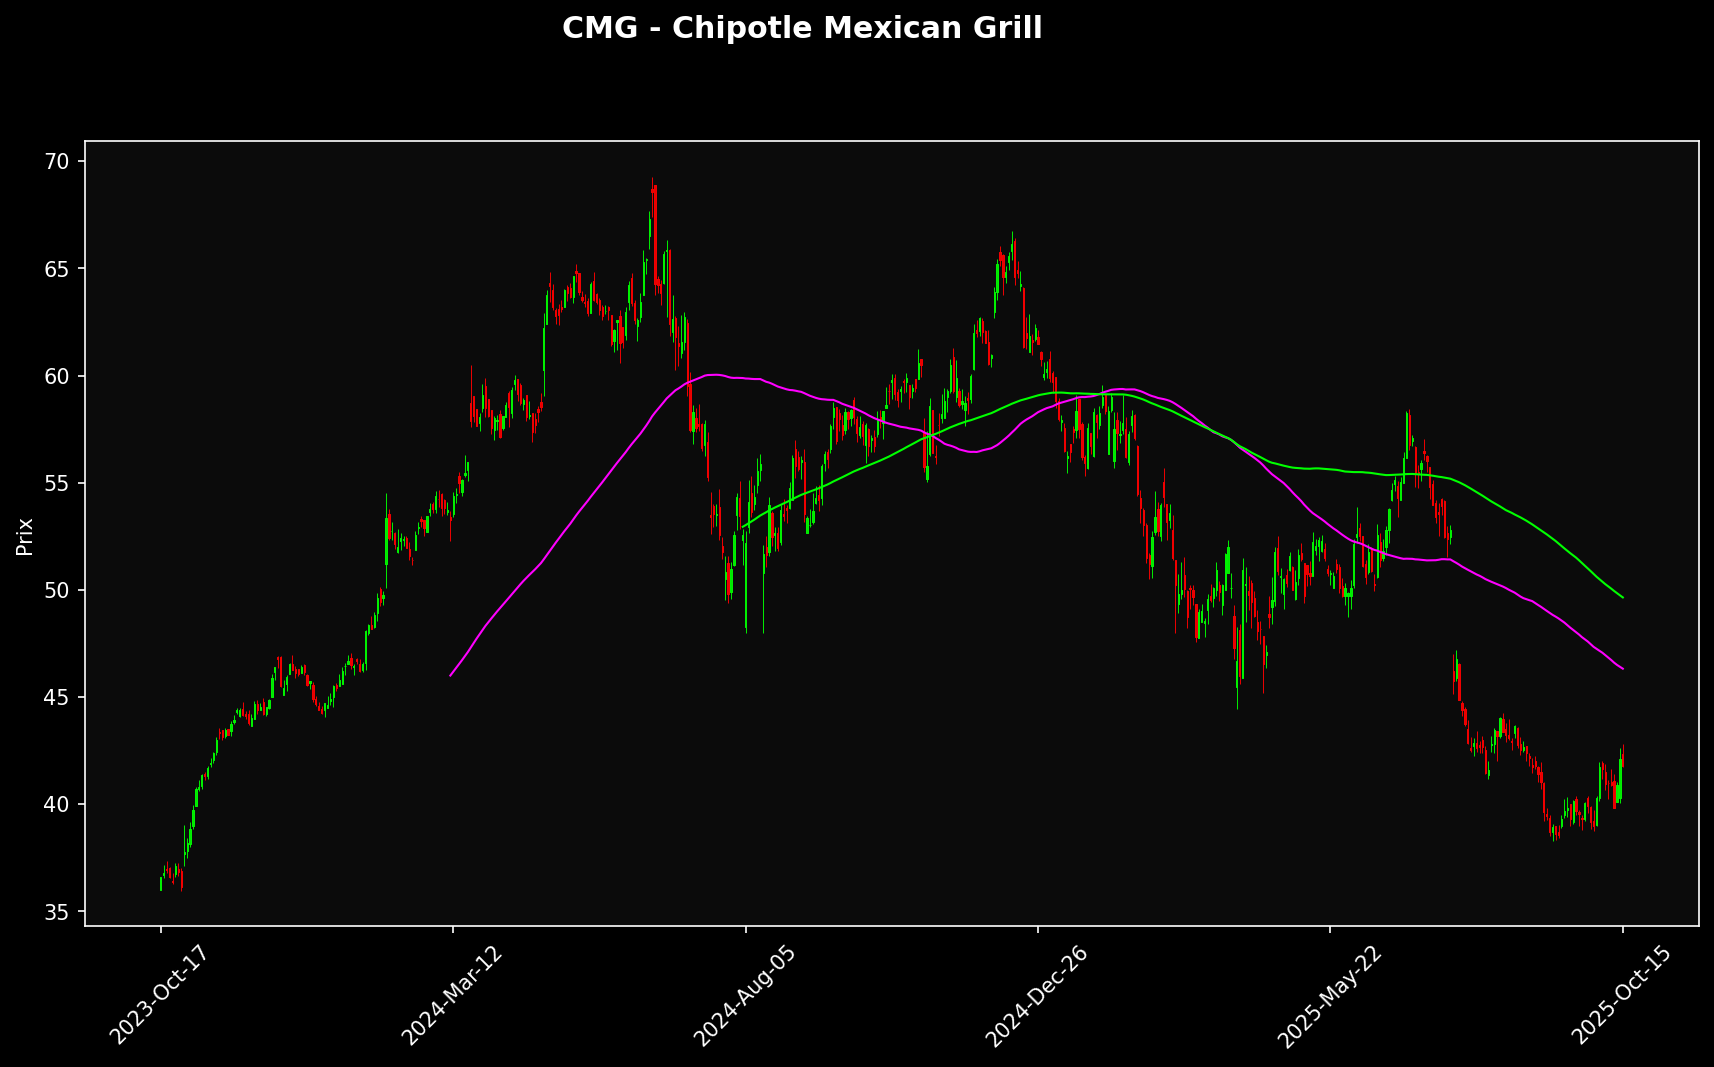 CMG - Chipotle Mexican Grill
Prix
70
65
60
55
50
45
40
35
2023-Oct-17
2024-Mar-12
2024-Aug-05
2024-Dec-26
2025-May-22
2025-Oct-15